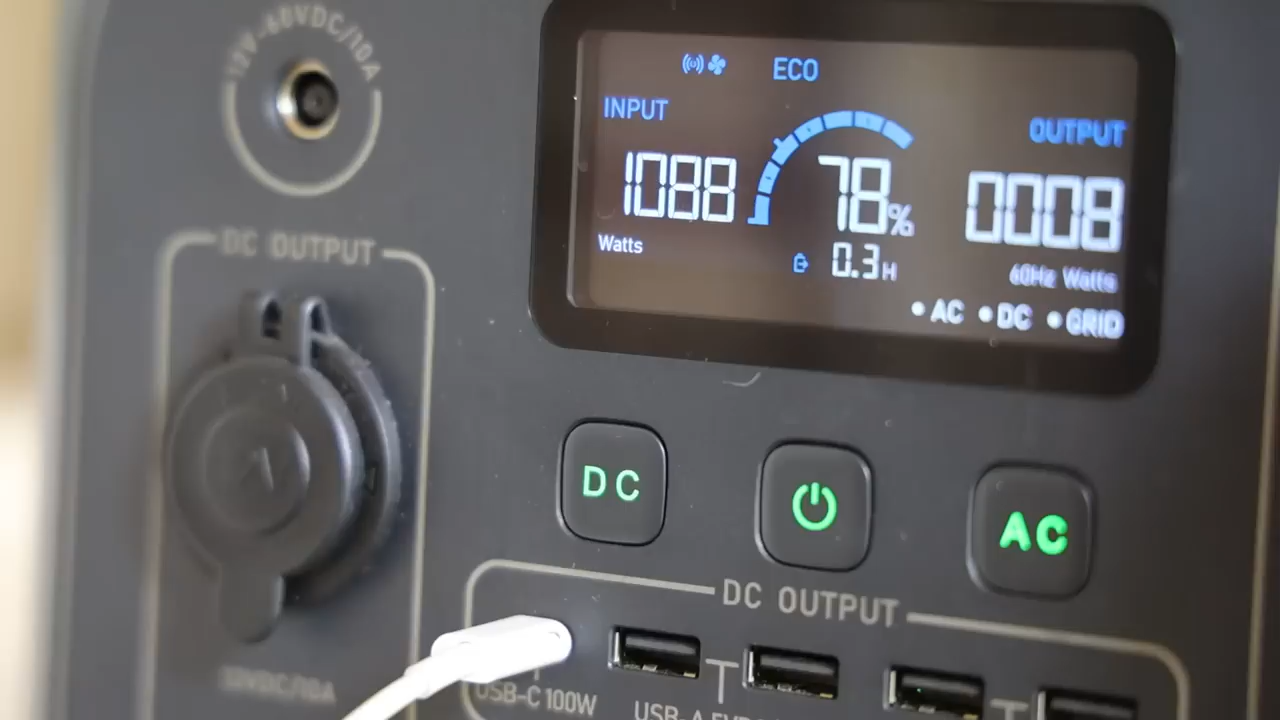 12V-60VDC/10A
ECO
INPUT
OUTPUT
1088
78%
0008
Watts
0.3H
60Hz Watts
• AC • DC • GRID
DC OUTPUT
DC
AC
DC OUTPUT
12VDC/10A
USB-C 100W
USB-A